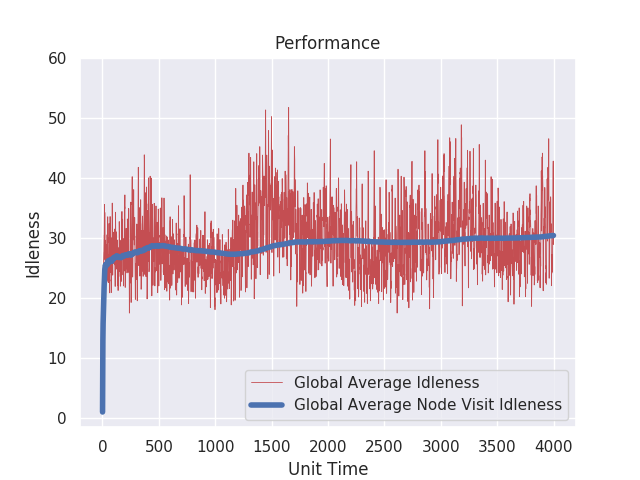 Performance
60
50
40
30
20
10
0
Idleness
Global Average Idleness
Global Average Node Visit Idleness
0 500 1000 1500 2000 2500 3000 3500 4000
Unit Time